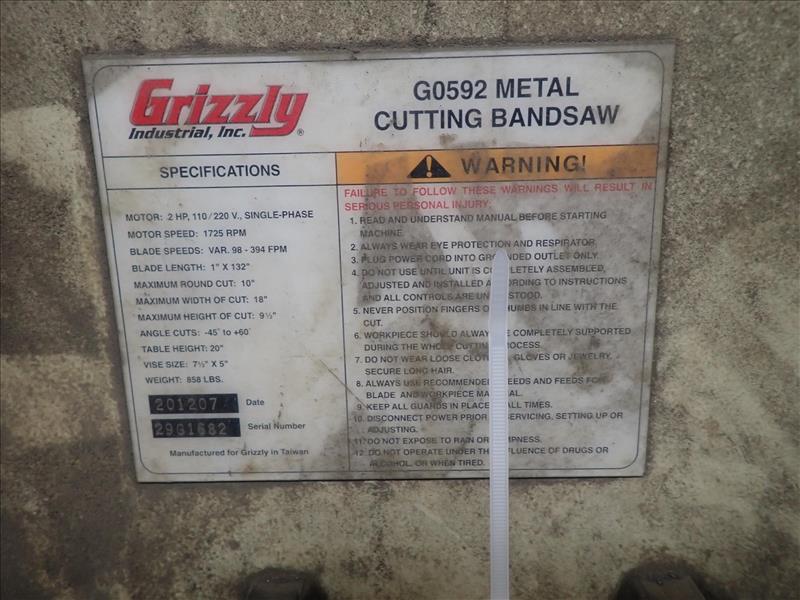 Grizzly
Industrial, Inc. ®
G0592 METAL
CUTTING BANDSAW
SPECIFICATIONS
MOTOR: 2 HP, 110/220 V., SINGLE-PHASE
MOTOR SPEED: 1725 RPM
BLADE SPEEDS: VAR. 98 - 394 FPM
BLADE LENGTH: 1" X 132"
MAXIMUM ROUND CUT: 10"
MAXIMUM WIDTH OF CUT: 18"
MAXIMUM HEIGHT OF CUT: 9½"
ANGLE CUTS: -45˚ to +60˚
TABLE HEIGHT: 20"
VISE SIZE: 7½" X 5"
WEIGHT: 858 LBS.
201207 Date
29G1682 Serial Number
Manufactured for Grizzly in Taiwan
WARNING!
FAILURE TO FOLLOW THESE WARNINGS WILL RESULT IN
SERIOUS PERSONAL INJURY:
1. READ AND UNDERSTAND MANUAL BEFORE STARTING
MACHINE.
2. ALWAYS WEAR EYE PROTECTION AND RESPIRATOR.
3. PLUG POWER CORD INTO GROUNDED OUTLET ONLY.
4. DO NOT USE UNTIL UNIT IS COMPLETELY ASSEMBLED,
ADJUSTED AND INSTALLED ACCORDING TO INSTRUCTIONS
AND ALL CONTROLS ARE UNDERSTOOD.
5. NEVER POSITION FINGERS OR THUMBS IN LINE WITH THE
CUT.
6. WORKPIECE SHOULD ALWAYS BE COMPLETELY SUPPORTED
DURING THE WHOLE CUTTING PROCESS.
7. DO NOT WEAR LOOSE CLOTHING, GLOVES OR JEWELRY.
SECURE LONG HAIR.
8. ALWAYS USE RECOMMENDED SPEEDS AND FEEDS FOR
BLADE AND WORKPIECE MATERIAL.
9. KEEP ALL GUARDS IN PLACE AT ALL TIMES.
10. DISCONNECT POWER PRIOR TO SERVICING, SETTING UP OR
ADJUSTING.
11. DO NOT EXPOSE TO RAIN OR DAMPNESS.
12. DO NOT OPERATE UNDER THE INFLUENCE OF DRUGS OR
ALCOHOL, OR WHEN TIRED.